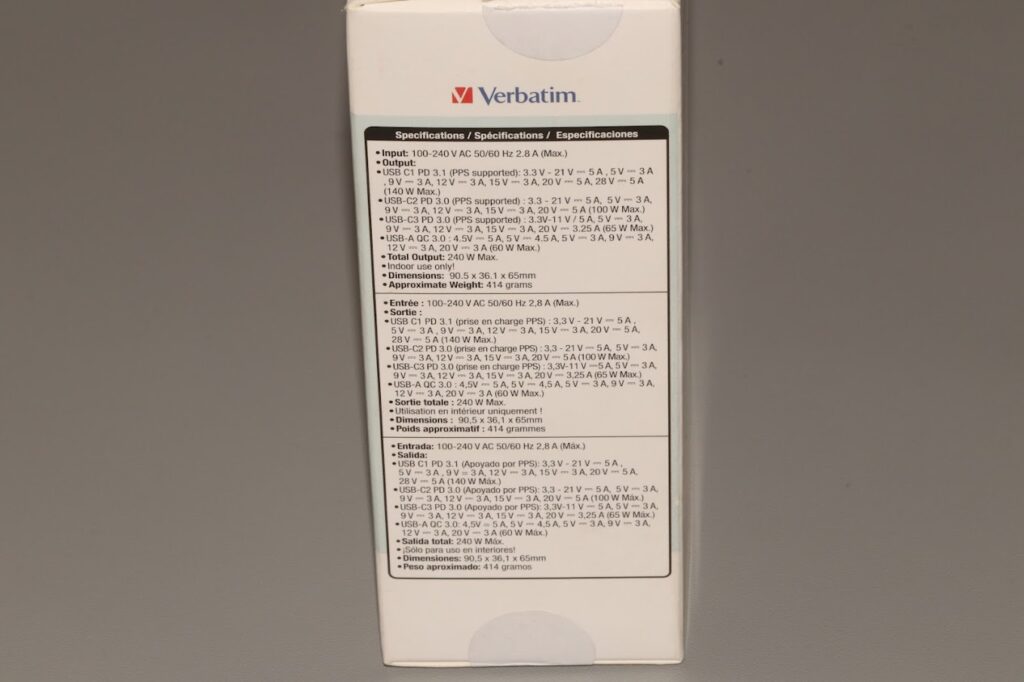 Verbatim
Specifications / Spécifications / Especificaciones
• Input: 100-240 V AC 50/60 Hz 2.8 A (Max.)
• Output:
• USB C1 PD 3.1 (PPS supported): 3.3 V - 21 V ⎓ 5 A , 5 V ⎓ 3 A
, 9 V ⎓ 3 A, 12 V ⎓ 3 A, 15 V ⎓ 3 A, 20 V ⎓ 5 A, 28 V ⎓ 5 A
(140 W Max.)
• USB-C2 PD 3.0 (PPS supported) : 3.3 - 21 V ⎓ 5 A, 5 V ⎓ 3 A,
9 V ⎓ 3 A, 12 V ⎓ 3 A, 15 V ⎓ 3 A, 20 V ⎓ 5 A (100 W Max.)
• USB-C3 PD 3.0 (PPS supported) : 3.3V-11 V / 5 A, 5 V ⎓ 3 A,
9 V ⎓ 3 A, 12 V ⎓ 3 A, 15 V ⎓ 3 A, 20 V ⎓ 3.25 A (65 W Max.)
• USB-A QC 3.0 : 4.5V ⎓ 5 A, 5 V ⎓ 4.5 A, 5 V ⎓ 3 A, 9 V ⎓ 3 A,
12 V ⎓ 3 A, 20 V ⎓ 3 A (60 W Max.)
• Total Output: 240 W Max.
• Indoor use only!
• Dimensions: 90.5 x 36.1 x 65mm
• Approximate Weight: 414 grams
• Entrée : 100-240 V AC 50/60 Hz 2,8 A (Max.)
• Sortie :
• USB C1 PD 3.1 (prise en charge PPS) : 3,3 V - 21 V ⎓ 5 A ,
5 V ⎓ 3 A , 9 V ⎓ 3 A, 12 V ⎓ 3 A, 15 V ⎓ 3 A, 20 V ⎓ 5 A,
28 V ⎓ 5 A (140 W Max.)
• USB-C2 PD 3.0 (prise en charge PPS) : 3,3 - 21 V ⎓ 5 A, 5 V ⎓ 3 A,
9 V ⎓ 3 A, 12 V ⎓ 3 A, 15 V ⎓ 3 A, 20 V ⎓ 5 A (100 W Max.)
• USB-C3 PD 3.0 (prise en charge PPS) : 3,3V-11 V ⎓ 5 A, 5 V ⎓ 3 A,
9 V ⎓ 3 A, 12 V ⎓ 3 A, 15 V ⎓ 3 A, 20 V ⎓ 3,25 A (65 W Max.)
• USB-A QC 3.0 : 4,5V ⎓ 5 A, 5 V ⎓ 4,5 A, 5 V ⎓ 3 A, 9 V ⎓ 3 A,
12 V ⎓ 3 A, 20 V ⎓ 3 A (60 W Max.)
• Sortie totale : 240 W Max.
• Utilisation en intérieur uniquement !
• Dimensions : 90,5 x 36,1 x 65mm
• Poids approximatif : 414 grammes
• Entrada: 100-240 V AC 50/60 Hz 2,8 A (Máx.)
• Salida:
• USB C1 PD 3.1 (Apoyado por PPS): 3,3 V - 21 V ⎓ 5 A ,
5 V ⎓ 3 A , 9 V = 3 A, 12 V ⎓ 3 A, 15 V ⎓ 3 A, 20 V ⎓ 5 A,
28 V ⎓ 5 A (140 W Máx.)
• USB-C2 PD 3.0 (Apoyado por PPS): 3,3 - 21 V ⎓ 5 A, 5 V ⎓ 3 A,
9 V ⎓ 3 A, 12 V ⎓ 3 A, 15 V ⎓ 3 A, 20 V ⎓ 5 A (100 W Máx.)
• USB-C3 PD 3.0 (Apoyado por PPS): 3,3V-11 V ⎓ 5 A, 5 V ⎓ 3 A,
9 V ⎓ 3 A, 12 V ⎓ 3 A, 15 V ⎓ 3 A, 20 V ⎓ 3,25 A (65 W Máx.)
• USB-A QC 3.0: 4,5V = 5 A, 5 V ⎓ 4,5 A, 5 V ⎓ 3 A, 9 V ⎓ 3 A,
12 V ⎓ 3 A, 20 V ⎓ 3 A (60 W Máx.)
• Salida total: 240 W Máx.
• ¡Sólo para uso en interiores!
• Dimensiones: 90,5 x 36,1 x 65mm
• Peso aproximado: 414 gramos